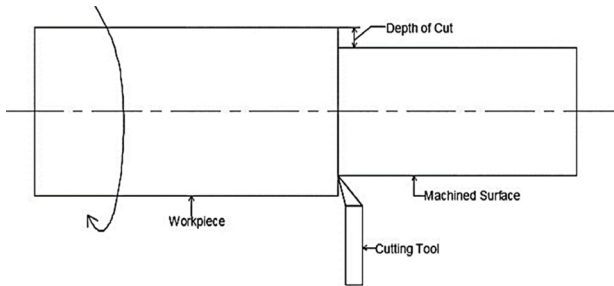 Depth of Cut
Machined Surface
Workpiece
Cutting Tool